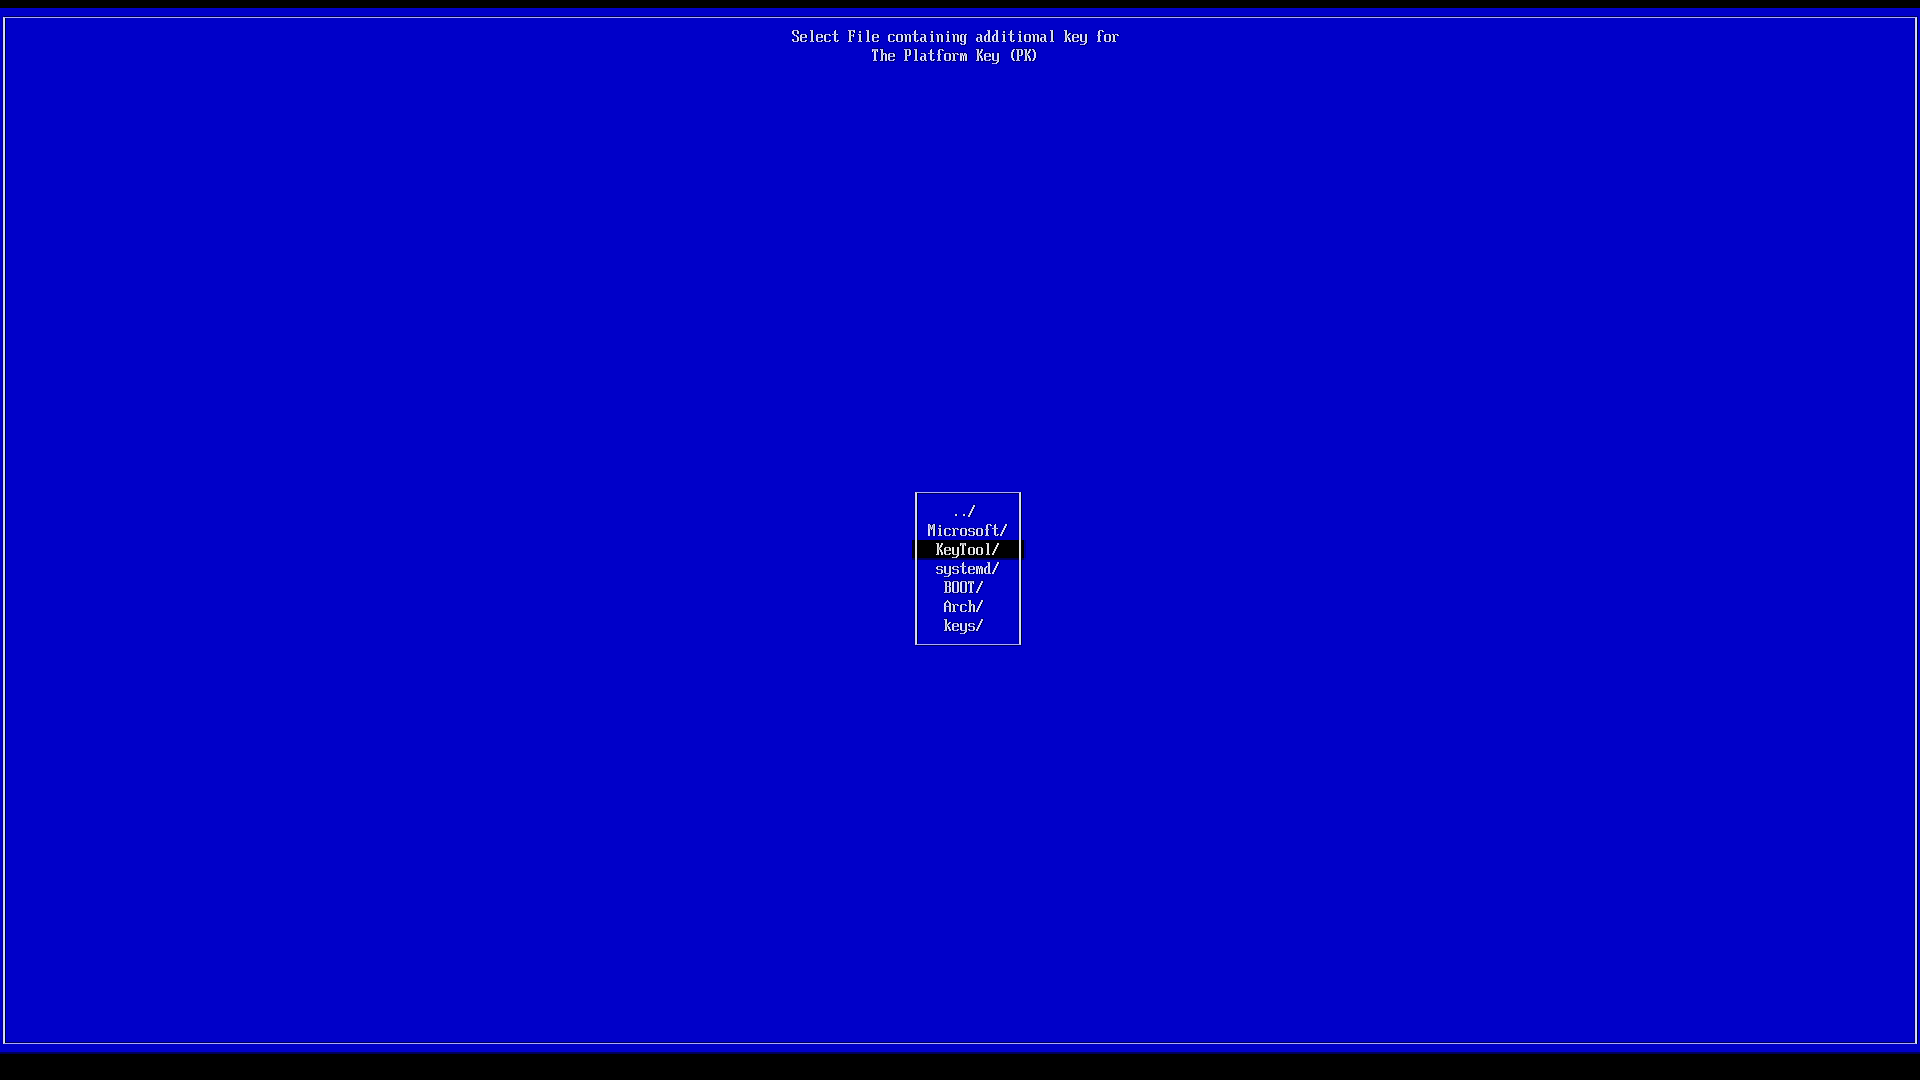 Select File containing additional key for
The Platform Key (PK)
../
Microsoft/
KeyTool/
systemd/
BOOT/
Arch/
keys/